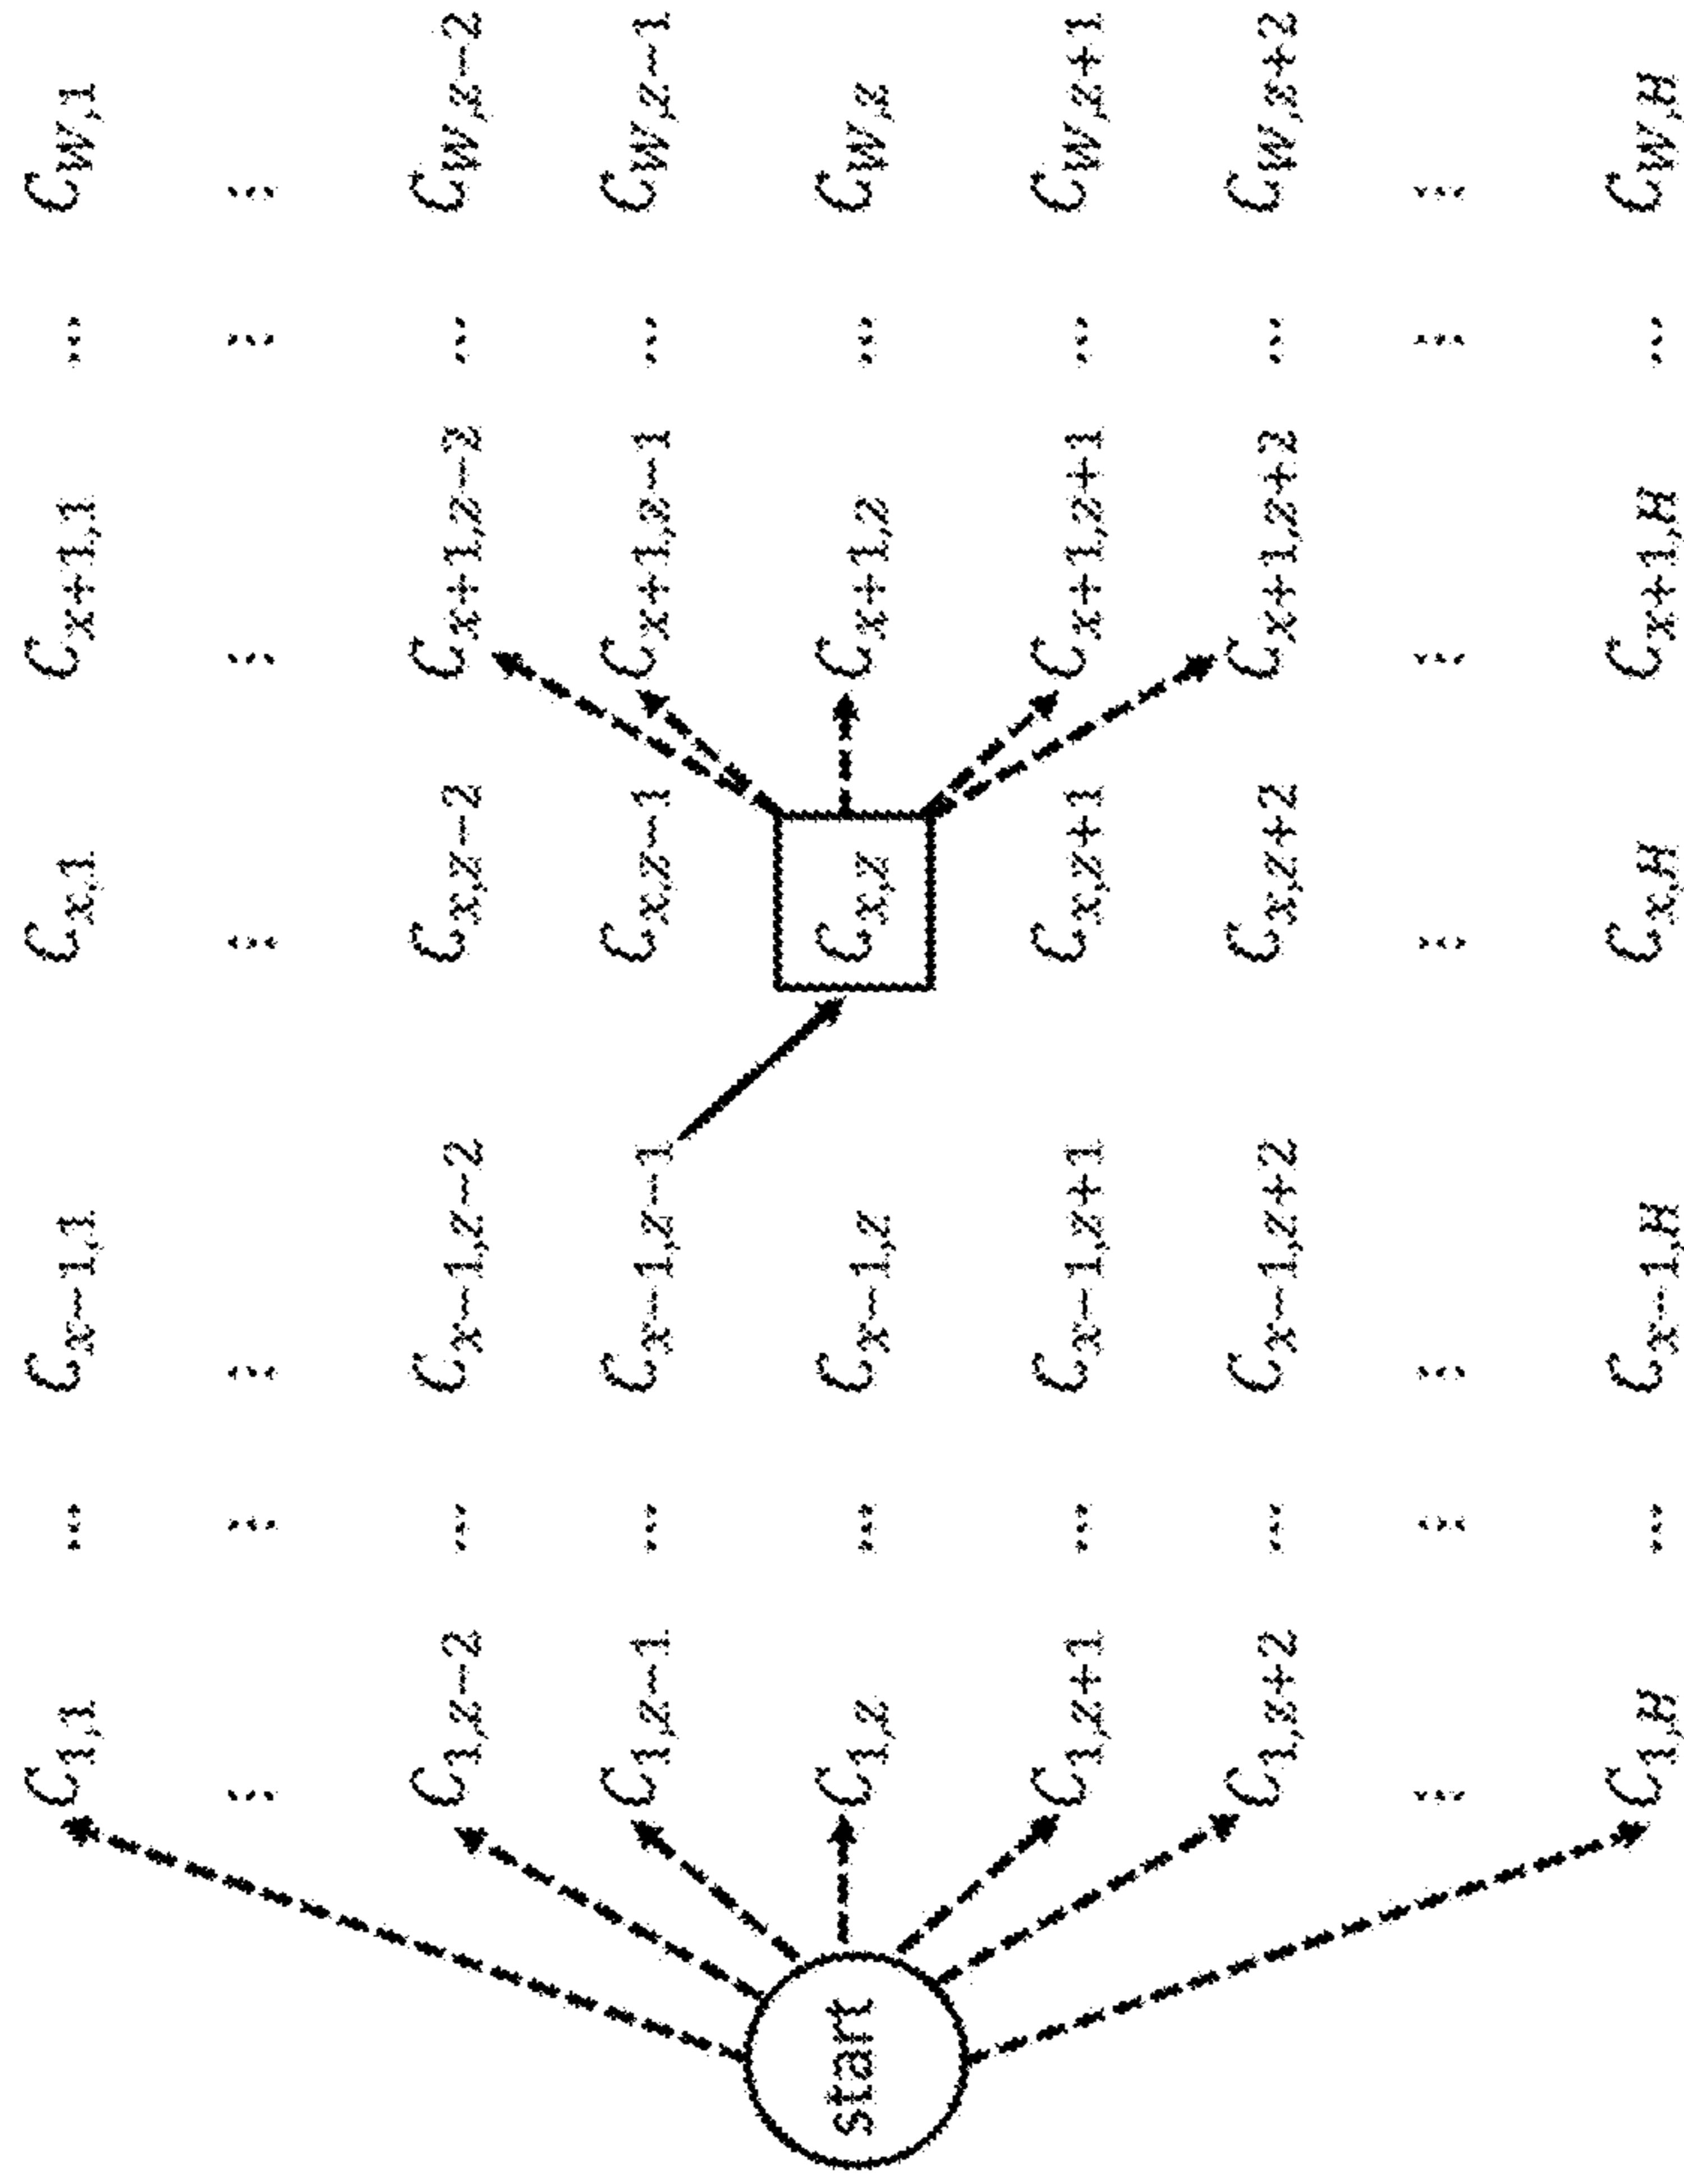 C₁,₁ ... Cx−1,1 Cx,1 Cx+1,1 ... CW,1
⋮ ⋮ ⋮ ⋮ ⋮ ⋮ ⋮
C1,z−2 ... Cx−1,z−2 Cx,z−2 Cx+1,z−2 ... CW,z−2
C1,z−1 ... Cx−1,z−1 Cx,z−1 Cx+1,z−1 ... CW,z−1
start C1,z ... Cx−1,z Cx,z Cx+1,z ... CW,z
C1,z+1 ... Cx−1,z+1 Cx,z+1 Cx+1,z+1 ... CW,z+1
C1,z+2 ... Cx−1,z+2 Cx,z+2 Cx+1,z+2 ... CW,z+2
⋮ ⋮ ⋮ ⋮ ⋮ ⋮ ⋮
C1,H ... Cx−1,H Cx,H Cx+1,H ... CW,H